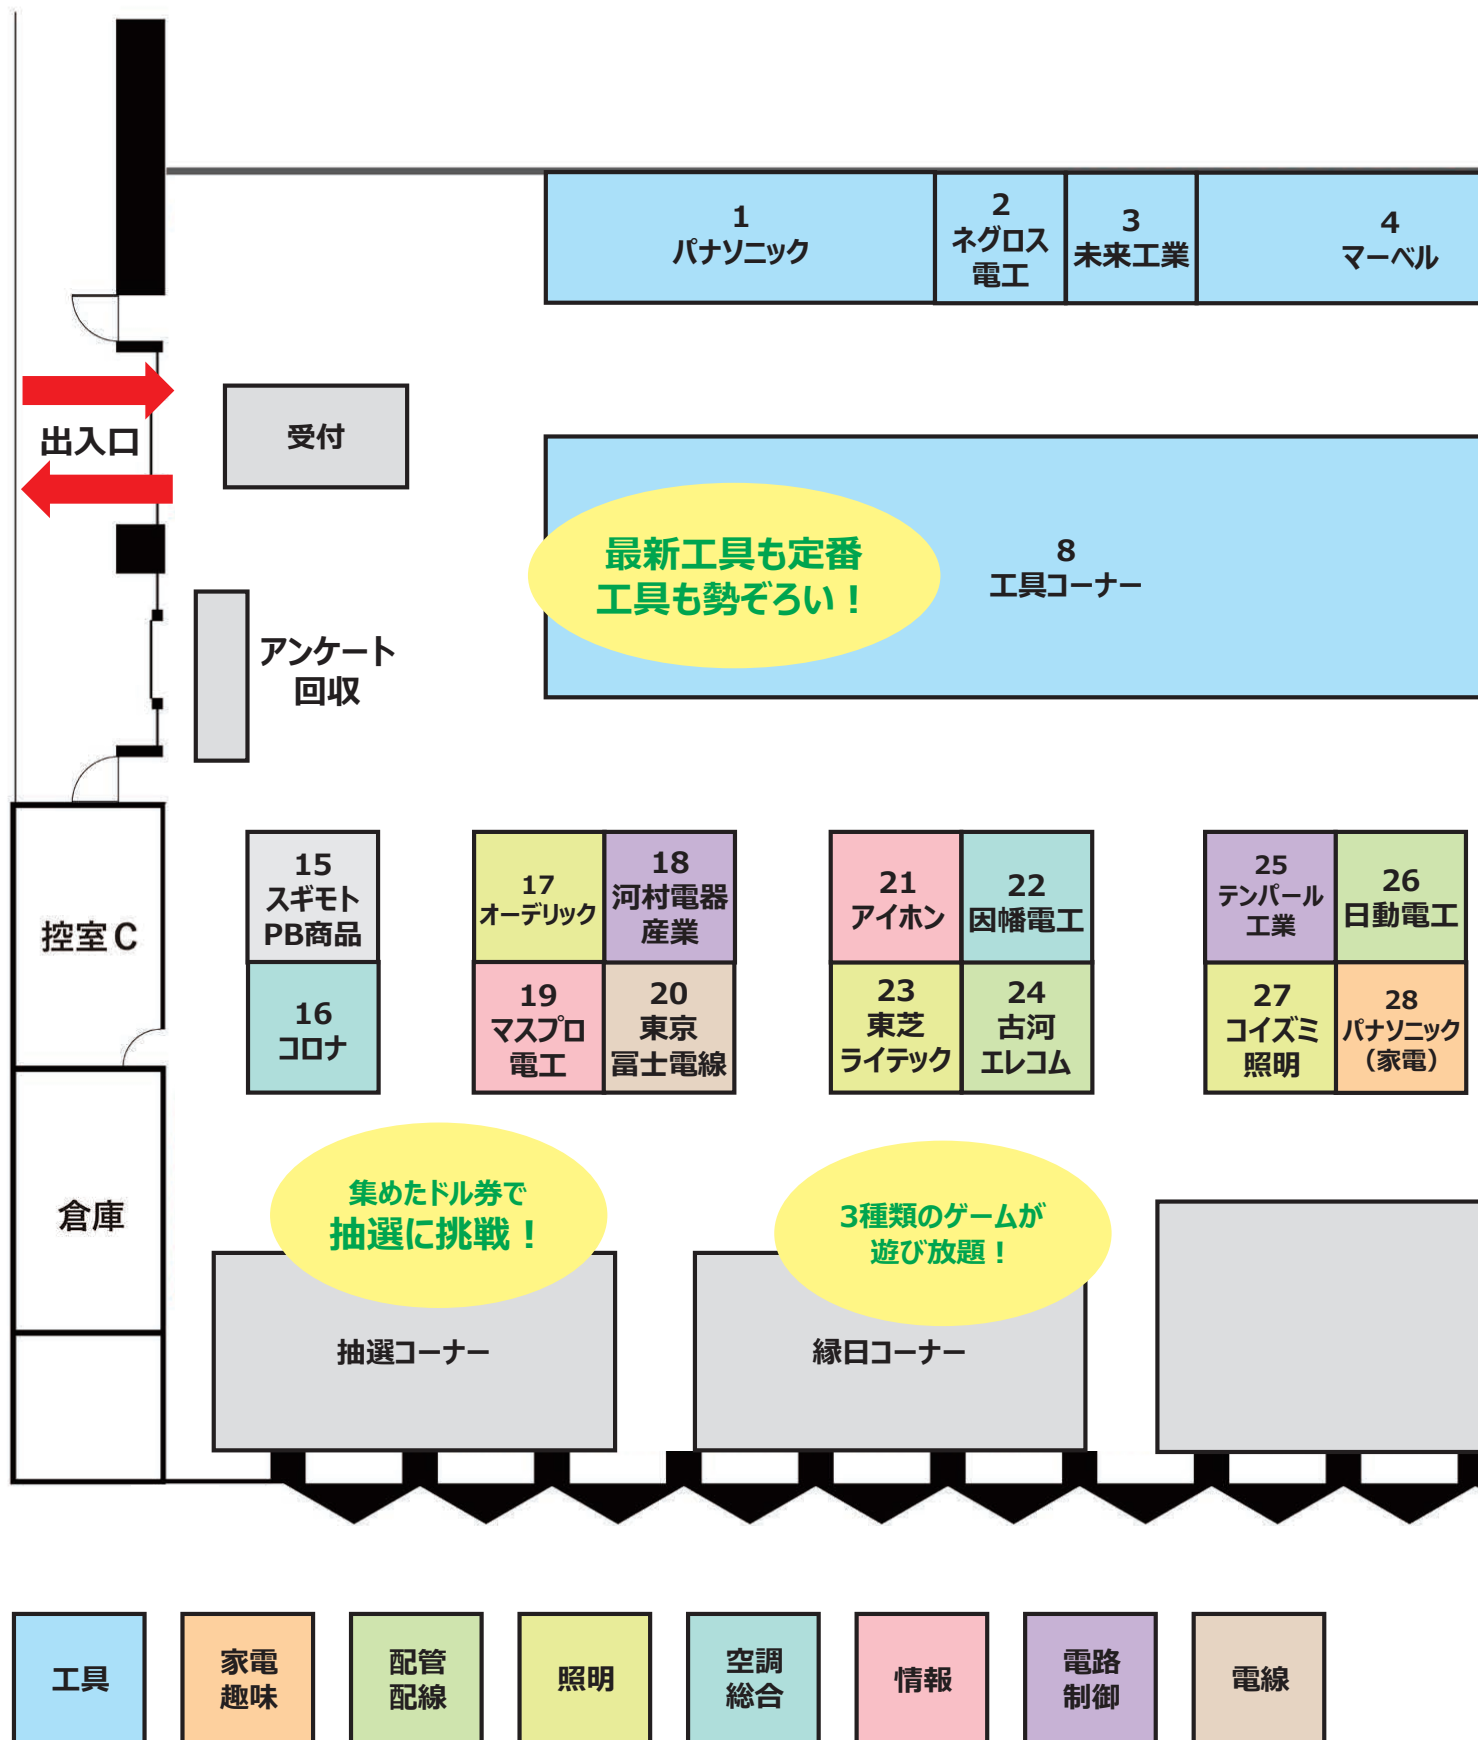 1
パナソニック
2
ネグロス
電工
3
未来工業
4
マーベル
出入口
受付
最新工具も定番
工具も勢ぞろい！
8
工具コーナー
アンケート
回収
控室C
15
スギモト
PB商品
17
オーデリック
18
河村電器
産業
21
アイホン
22
因幡電工
25
テンパール
工業
26
日動電工
16
コロナ
19
マスプロ
電工
20
東京
冨士電線
23
東芝
ライテック
24
古河
エレコム
27
コイズミ
照明
28
パナソニック
（家電）
倉庫
集めたドル券で
抽選に挑戦！
3種類のゲームが
遊び放題！
抽選コーナー
縁日コーナー
工具
家電
趣味
配管
配線
照明
空調
総合
情報
電路
制御
電線